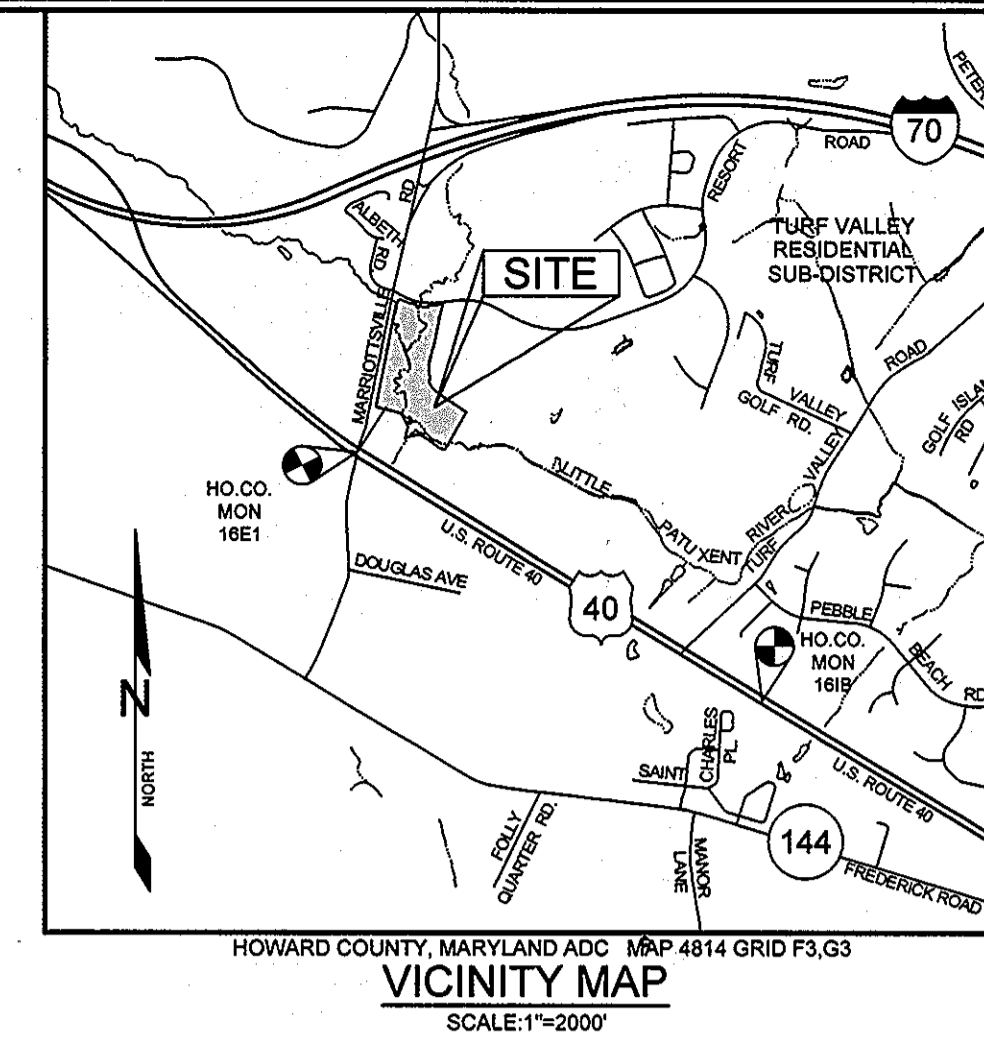 PETER
70
ROAD
RESORT
TURF VALLEY
RESIDENTIAL
SUB-DISTRICT
ALBETH
RD
RD
SITE
MARRIOTTSVILLE
ROAD
TURF
VALLEY
GOLF RD.
GOLF ISLA
RD
VALLEY
TURF
HO.CO.
MON
16E1
LITTLE
PATUXENT
RIVER
U.S. ROUTE 40
DOUGLAS AVE
40
PEBBLE
BEACH
RD
HO.CO.
MON
16IB
N
NORTH
SAINT
CHARLES
PL.
U.S. ROUTE 40
FOLLY
QUARTER RD.
MANOR
LANE
144
FREDERICK ROAD
HOWARD COUNTY, MARYLAND ADC MAP 4814 GRID F3,G3
VICINITY MAP
SCALE:1"=2000'